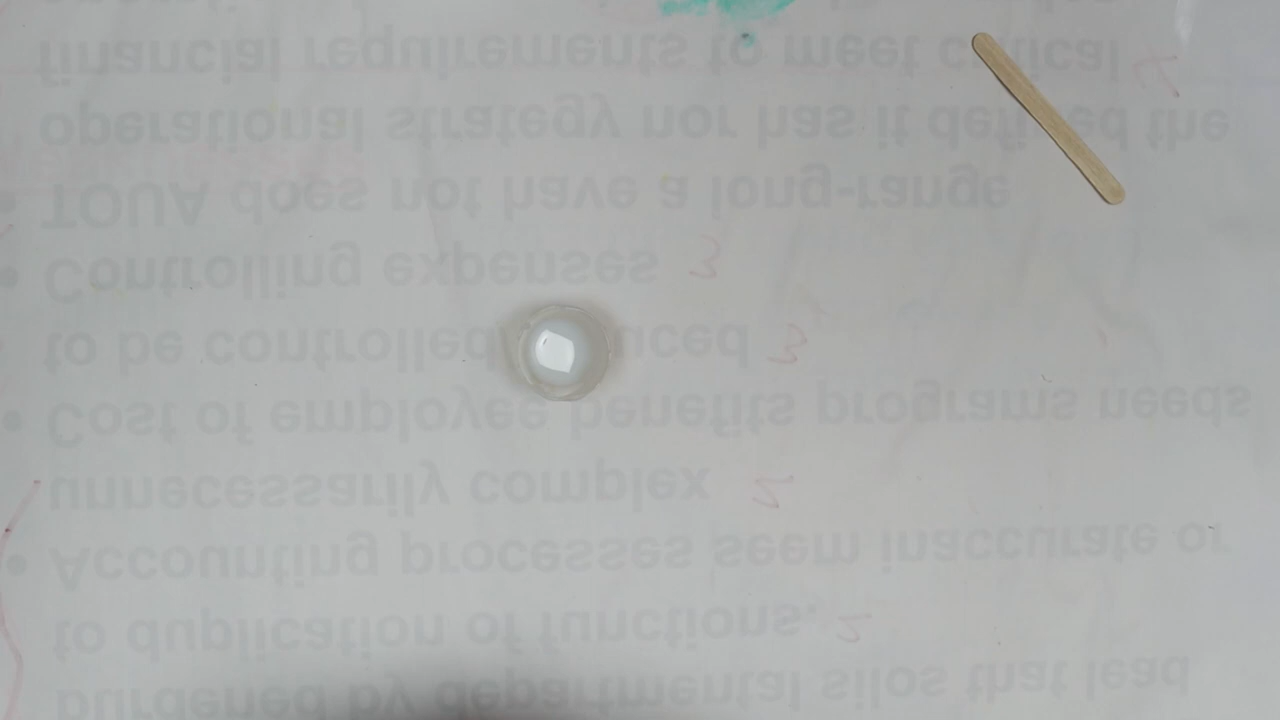 burdened by departmental silos that lead
to duplication of functions.
• Accounting processes seem inaccurate or
unnecessarily complex
• Cost of employee benefits programs needs
to be controlled
• Controlling expenses
• TOUA does not have a long-range
operational strategy nor has it defined the
financial requirements to meet critical